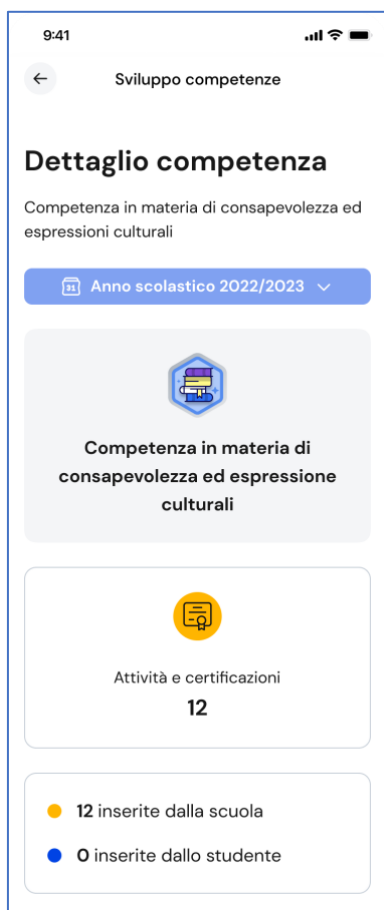 9:41
Sviluppo competenze
Dettaglio competenza
Competenza in materia di consapevolezza ed
espressioni culturali
31 Anno scolastico 2022/2023
Competenza in materia di
consapevolezza ed espressione
culturali
Attività e certificazioni
12
12 inserite dalla scuola
0 inserite dallo studente